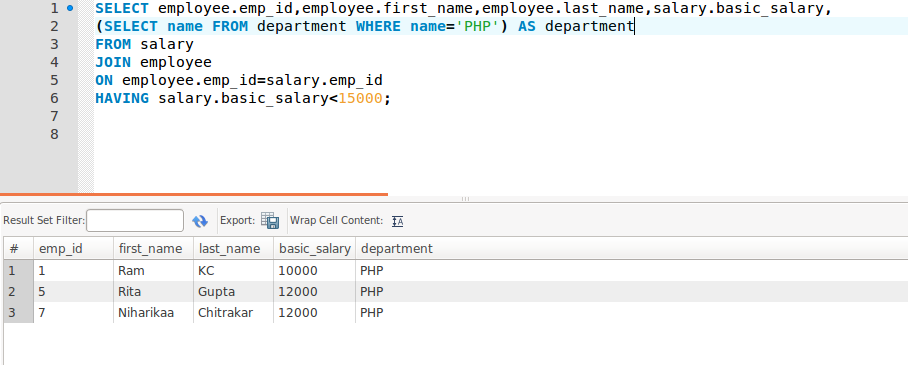 1 SELECT employee.emp_id,employee.first_name,employee.last_name,salary.basic_salary,
2 (SELECT name FROM department WHERE name='PHP') AS department
3 FROM salary
4 JOIN employee
5 ON employee.emp_id=salary.emp_id
6 HAVING salary.basic_salary<15000;
7
8
Result Set Filter: Export: Wrap Cell Content: IA
# emp_id first_name last_name basic_salary department
1 1 Ram KC 10000 PHP
2 5 Rita Gupta 12000 PHP
3 7 Niharikaa Chitrakar 12000 PHP